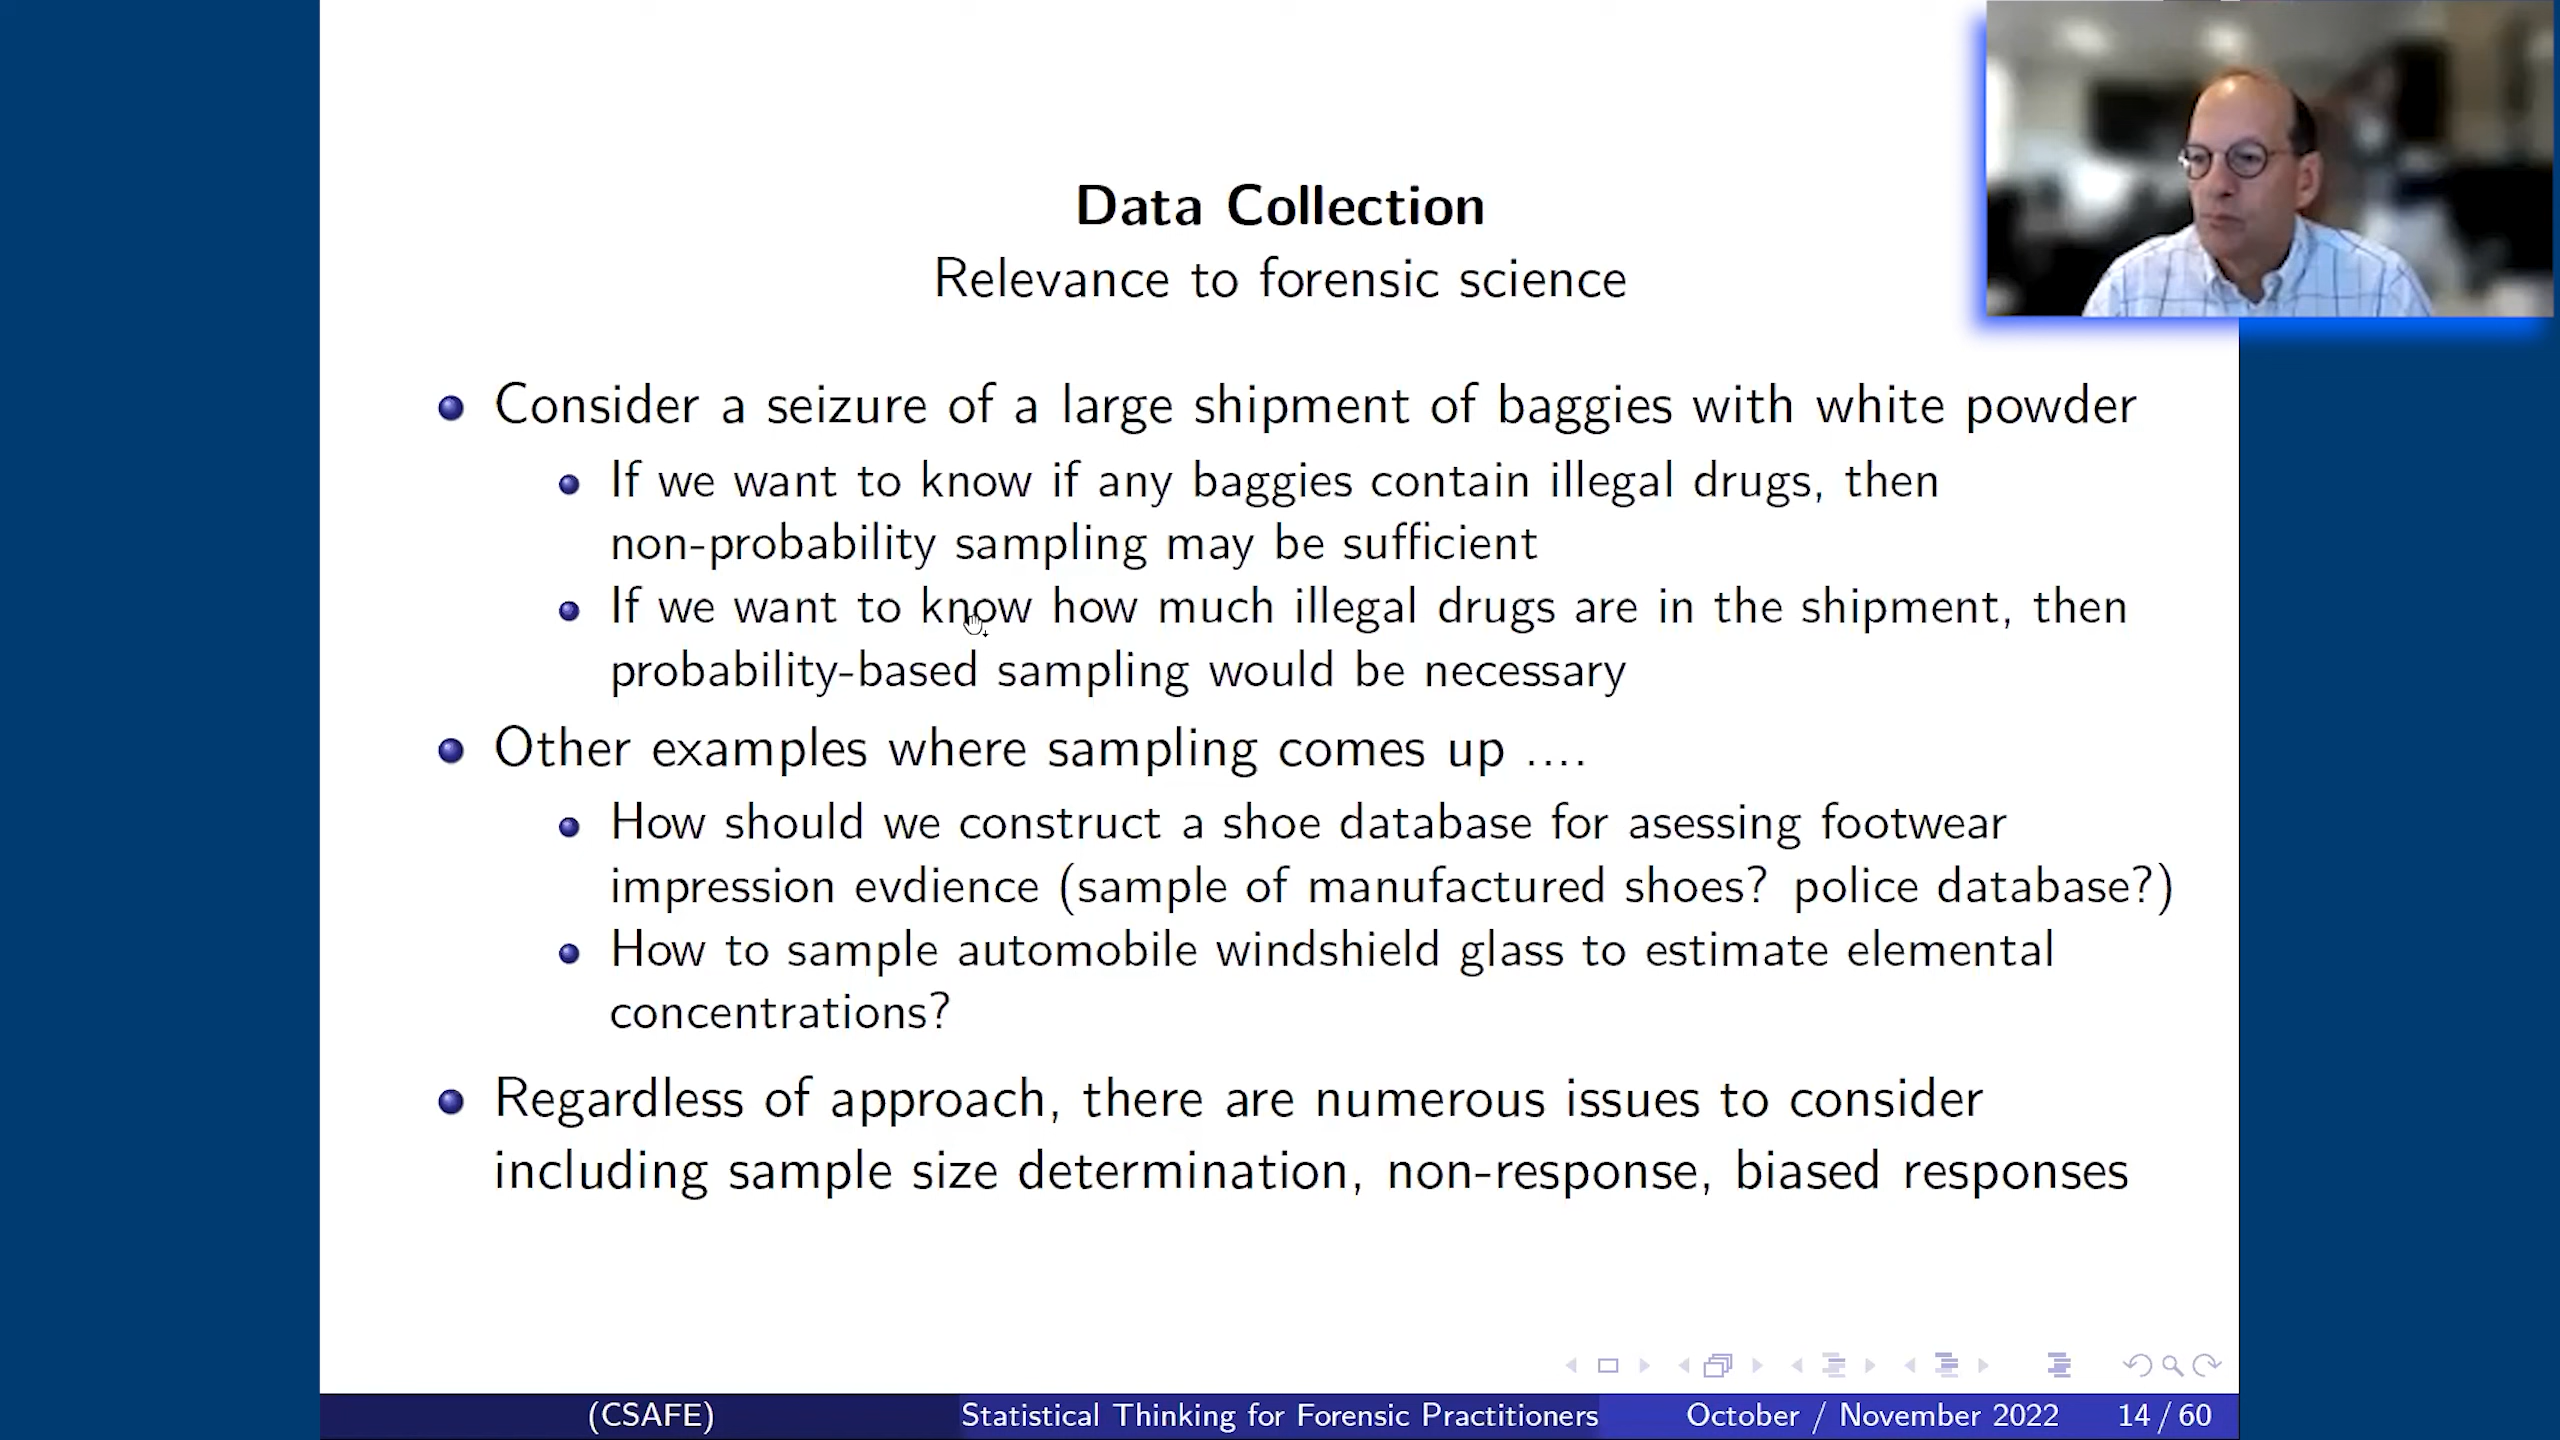 Data Collection
Relevance to forensic science
Consider a seizure of a large shipment of baggies with white powder
If we want to know if any baggies contain illegal drugs, then
non-probability sampling may be sufficient
If we want to know how much illegal drugs are in the shipment, then
probability-based sampling would be necessary
Other examples where sampling comes up ....
How should we construct a shoe database for asessing footwear
impression evdience (sample of manufactured shoes? police database?)
How to sample automobile windshield glass to estimate elemental
concentrations?
Regardless of approach, there are numerous issues to consider
including sample size determination, non-response, biased responses
(CSAFE) Statistical Thinking for Forensic Practitioners October / November 2022 14 / 60